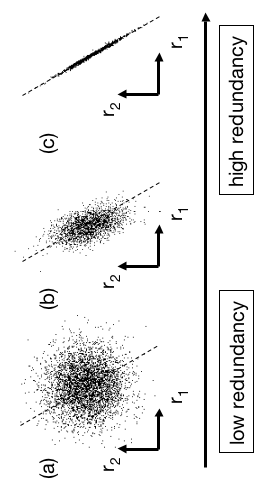 (a)
r2
r1
(b)
r2
r1
(c)
r2
r1
low redundancy
high redundancy